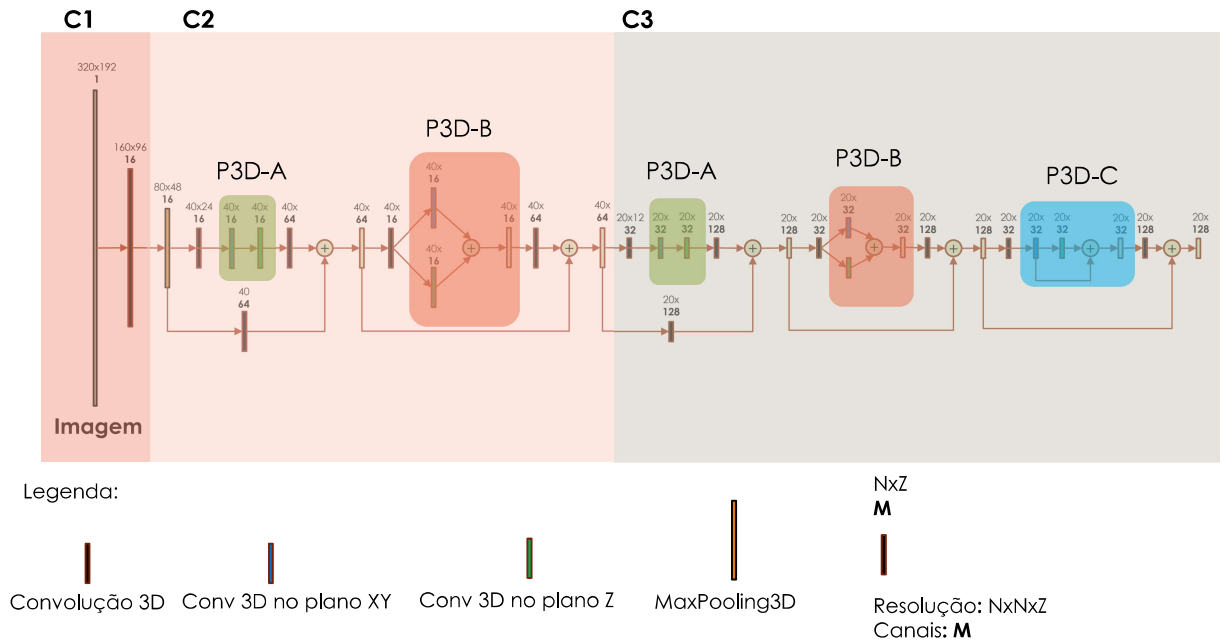 C1
C2
C3
320x192
1
160x96
16
80x48
16
P3D-A
40x24
16
40x
16
40x
16
40x
64
40
64
P3D-B
40x
64
40x
16
40x
16
40x
16
40x
16
40x
64
40x
64
P3D-A
20x12
32
20x
32
20x
32
20x
128
20x
128
P3D-B
20x
128
20x
32
20x
32
20x
32
20x
128
P3D-C
20x
128
20x
32
20x
32
20x
32
20x
32
20x
128
20x
128
Imagem
Legenda:
Convolução 3D
Conv 3D no plano XY
Conv 3D no plano Z
MaxPooling3D
NxZ
M
Resolução: NxNxZ
Canais: M